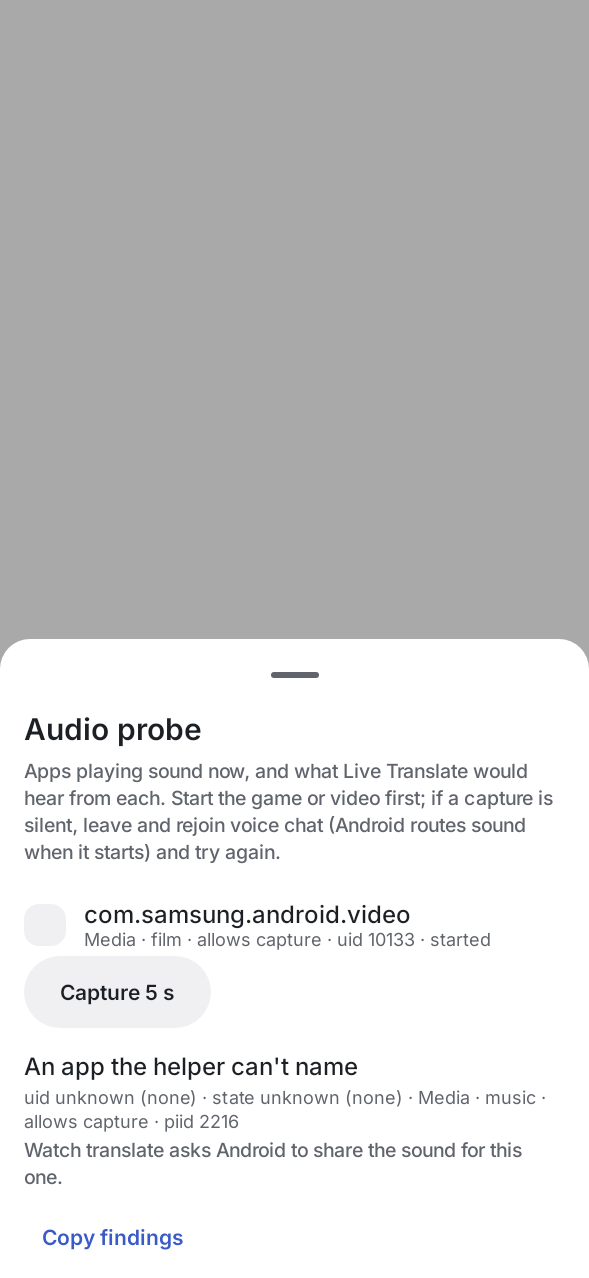 Audio probe
Apps playing sound now, and what Live Translate would
hear from each. Start the game or video first; if a capture is
silent, leave and rejoin voice chat (Android routes sound
when it starts) and try again.
com.samsung.android.video
Media · film · allows capture · uid 10133 · started
Capture 5 s
An app the helper can't name
uid unknown (none) · state unknown (none) · Media · music ·
allows capture · piid 2216
Watch translate asks Android to share the sound for this
one.
Copy findings